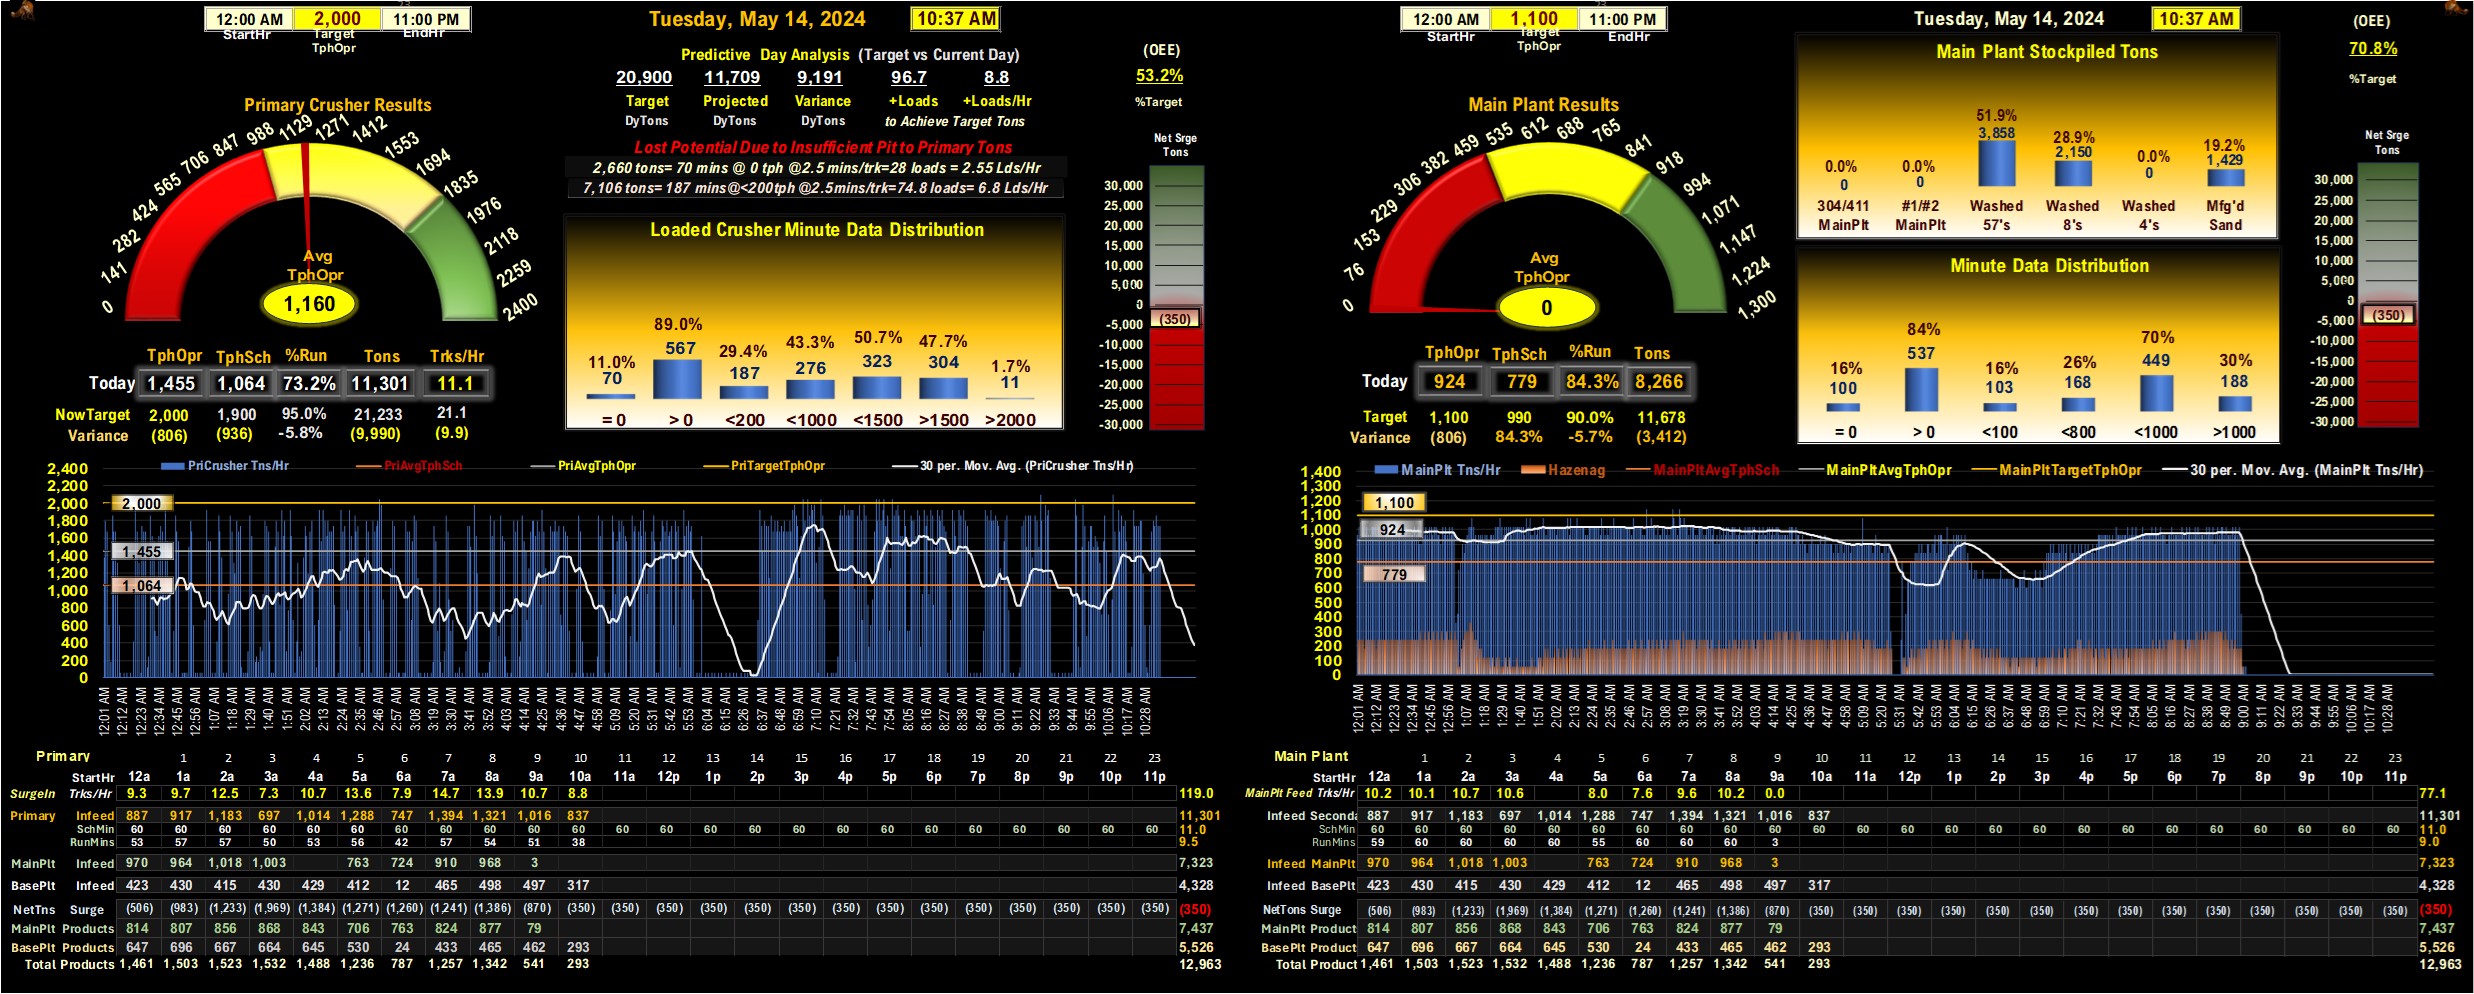 12:00 AM 2,000 11:00 PM
StartHr Target TphOpr EndHr
Tuesday, May 14, 2024 10:37 AM
Predictive Day Analysis (Target vs Current Day)
20,900 11,709 9,191 96.7 8.8
Target Projected Variance +Loads +Loads/Hr
DyTons DyTons DyTons to Achieve Target Tons
Lost Potential Due to Insufficient Pit to Primary Tons
2,660 tons= 70 mins @ 0 tph @2.5 mins/trk=28 loads = 2.55 Lds/Hr
7,106 tons= 187 mins@<200tph @2.5mins/trk=74.8 loads= 6.8 Lds/Hr
(OEE)
53.2%
%Target
Net Srge
Tons
30,000
25,000
20,000
15,000
10,000
5,000
0
(350)
-5,000
-10,000
-15,000
-20,000
-25,000
-30,000
Primary Crusher Results
0 141 282 424 565 706 847 988 1129 1271 1412 1553 1694 1835 1976 2118 2259 2400
Avg
TphOpr
1,160
TphOpr TphSch %Run Tons Trks/Hr
Today 1,455 1,064 73.2% 11,301 11.1
NowTarget 2,000 1,900 95.0% 21,233 21.1
Variance (806) (936) -5.8% (9,990) (9.9)
Loaded Crusher Minute Data Distribution
11.0% 89.0% 29.4% 43.3% 50.7% 47.7% 1.7%
70 567 187 276 323 304 11
= 0 > 0 <200 <1000 <1500 >1500 >2000
PriCrusher Tns/Hr PriAvgTphSch PriAvgTphOpr PriTargetTphOpr 30 per. Mov. Avg. (PriCrusher Tns/Hr)
2,400
2,200
2,000
1,800
1,600
1,400
1,200
1,000
800
600
400
200
0
2,000
1,455
1,064
12:01 AM 12:12 AM 12:23 AM 12:34 AM 12:45 AM 12:56 AM 1:07 AM 1:18 AM 1:29 AM 1:40 AM 1:51 AM 2:02 AM 2:13 AM 2:24 AM 2:35 AM 2:46 AM 2:57 AM 3:08 AM 3:19 AM 3:30 AM 3:41 AM 3:52 AM 4:03 AM 4:14 AM 4:25 AM 4:36 AM 4:47 AM 4:58 AM 5:09 AM 5:20 AM 5:31 AM 5:42 AM 5:53 AM 6:04 AM 6:15 AM 6:26 AM 6:37 AM 6:48 AM 6:59 AM 7:10 AM 7:21 AM 7:32 AM 7:43 AM 7:54 AM 8:05 AM 8:16 AM 8:27 AM 8:38 AM 8:49 AM 9:00 AM 9:11 AM 9:22 AM 9:33 AM 9:44 AM 9:55 AM 10:06 AM 10:17 AM 10:28 AM
Primary 1 2 3 4 5 6 7 8 9 10 11 12 13 14 15 16 17 18 19 20 21 22 23
StartHr 12a 1a 2a 3a 4a 5a 6a 7a 8a 9a 10a 11a 12p 1p 2p 3p 4p 5p 6p 7p 8p 9p 10p 11p
SurgeIn Trks/Hr 9.3 9.7 12.5 7.3 10.7 13.6 7.9 14.7 13.9 10.7 8.8 119.0
Primary Infeed 887 917 1,183 697 1,014 1,288 747 1,394 1,321 1,016 837 11,301
SchMin 60 60 60 60 60 60 60 60 60 60 60 60 60 60 60 60 60 60 60 60 60 60 60 60 11.0
RunMins 53 57 57 50 53 56 42 57 54 51 38 9.5
MainPlt Infeed 970 964 1,018 1,003 763 724 910 968 3 7,323
BasePlt Infeed 423 430 415 430 429 412 12 465 498 497 317 4,328
NetTns Surge (506) (983) (1,233) (1,969) (1,384) (1,271) (1,260) (1,241) (1,386) (870) (350) (350) (350) (350) (350) (350) (350) (350) (350) (350) (350) (350) (350) (350) (350)
MainPlt Products 814 807 856 868 843 706 763 824 877 79 7,437
BasePlt Products 647 696 667 664 645 530 24 433 465 462 293 5,526
Total Products 1,461 1,503 1,523 1,532 1,488 1,236 787 1,257 1,342 541 293 12,963
12:00 AM 1,100 11:00 PM
StartHr Target TphOpr EndHr
Tuesday, May 14, 2024 10:37 AM
(OEE)
70.8%
%Target
Net Srge
Tons
30,000
25,000
20,000
15,000
10,000
5,000
0
(350)
-5,000
-10,000
-15,000
-20,000
-25,000
-30,000
Main Plant Stockpiled Tons
0.0% 0.0% 51.9% 28.9% 0.0% 19.2%
0 0 3,858 2,150 0 1,429
304/411 #1/#2 Washed Washed Washed Mfg'd
MainPlt MainPlt 57's 8's 4's Sand
Main Plant Results
0 76 153 229 306 382 459 535 612 688 765 841 918 994 1,071 1,147 1,224 1,300
Avg
TphOpr
0
TphOpr TphSch %Run Tons
Today 924 779 84.3% 8,266
Target 1,100 990 90.0% 11,678
Variance (806) 84.3% -5.7% (3,412)
Minute Data Distribution
16% 84% 16% 26% 70% 30%
100 537 103 168 449 188
= 0 > 0 <100 <800 <1000 >1000
MainPlt Tns/Hr Hazenag MainPltAvgTphSch MainPltAvgTphOpr MainPltTargetTphOpr 30 per. Mov. Avg. (MainPlt Tns/Hr)
1,400
1,300
1,200
1,100
1,000
900
800
700
600
500
400
300
200
100
0
1,100
924
779
12:01 AM 12:12 AM 12:23 AM 12:34 AM 12:45 AM 12:56 AM 1:07 AM 1:18 AM 1:29 AM 1:40 AM 1:51 AM 2:02 AM 2:13 AM 2:24 AM 2:35 AM 2:46 AM 2:57 AM 3:08 AM 3:19 AM 3:30 AM 3:41 AM 3:52 AM 4:03 AM 4:14 AM 4:25 AM 4:36 AM 4:47 AM 4:58 AM 5:09 AM 5:20 AM 5:31 AM 5:42 AM 5:53 AM 6:04 AM 6:15 AM 6:26 AM 6:37 AM 6:48 AM 6:59 AM 7:10 AM 7:21 AM 7:32 AM 7:43 AM 7:54 AM 8:05 AM 8:16 AM 8:27 AM 8:38 AM 8:49 AM 9:00 AM 9:11 AM 9:22 AM 9:33 AM 9:44 AM 9:55 AM 10:06 AM 10:17 AM 10:28 AM
Main Plant 1 2 3 4 5 6 7 8 9 10 11 12 13 14 15 16 17 18 19 20 21 22 23
StartHr 12a 1a 2a 3a 4a 5a 6a 7a 8a 9a 10a 11a 12p 1p 2p 3p 4p 5p 6p 7p 8p 9p 10p 11p
MainPlt Feed Trks/Hr 10.2 10.1 10.7 10.6 8.0 7.6 9.6 10.2 0.0 77.1
Infeed Seconda 887 917 1,183 697 1,014 1,288 747 1,394 1,321 1,016 837 11,301
SchMin 60 60 60 60 60 60 60 60 60 60 60 60 60 60 60 60 60 60 60 60 60 60 60 60 11.0
RunMins 59 60 60 60 55 60 60 60 3 9.0
Infeed MainPlt 970 964 1,018 1,003 763 724 910 968 3 7,323
Infeed BasePlt 423 430 415 430 429 412 12 465 498 497 317 4,328
NetTons Surge (506) (983) (1,233) (1,969) (1,384) (1,271) (1,260) (1,241) (1,386) (870) (350) (350) (350) (350) (350) (350) (350) (350) (350) (350) (350) (350) (350) (350) (350)
MainPlt Product 814 807 856 868 843 706 763 824 877 79 7,437
BasePlt Product 647 696 667 664 645 530 24 433 465 462 293 5,526
Total Product 1,461 1,503 1,523 1,532 1,488 1,236 787 1,257 1,342 541 293 12,963